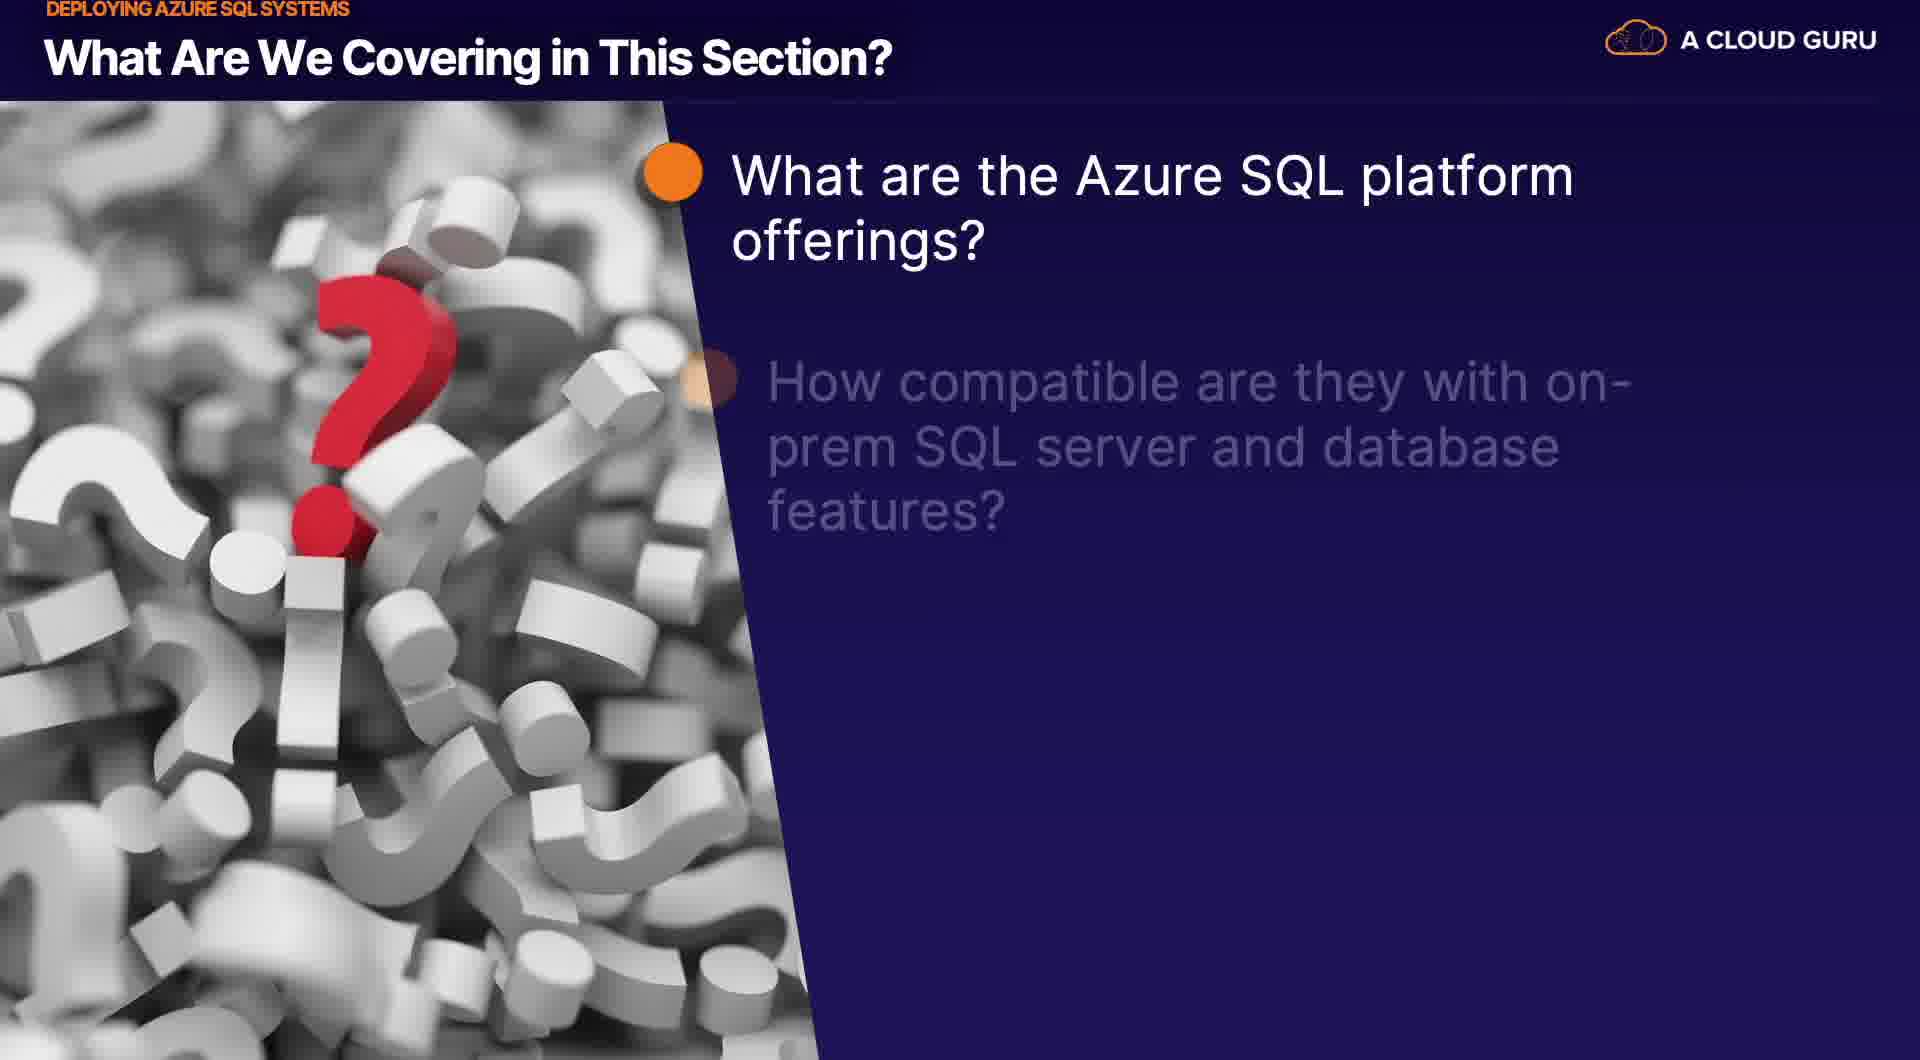 DEPLOYING AZURE SQL SYSTEMS
What Are We Covering in This Section?
A CLOUD GURU
What are the Azure SQL platform
offerings?
How compatible are they with on-
prem SQL server and database
features?